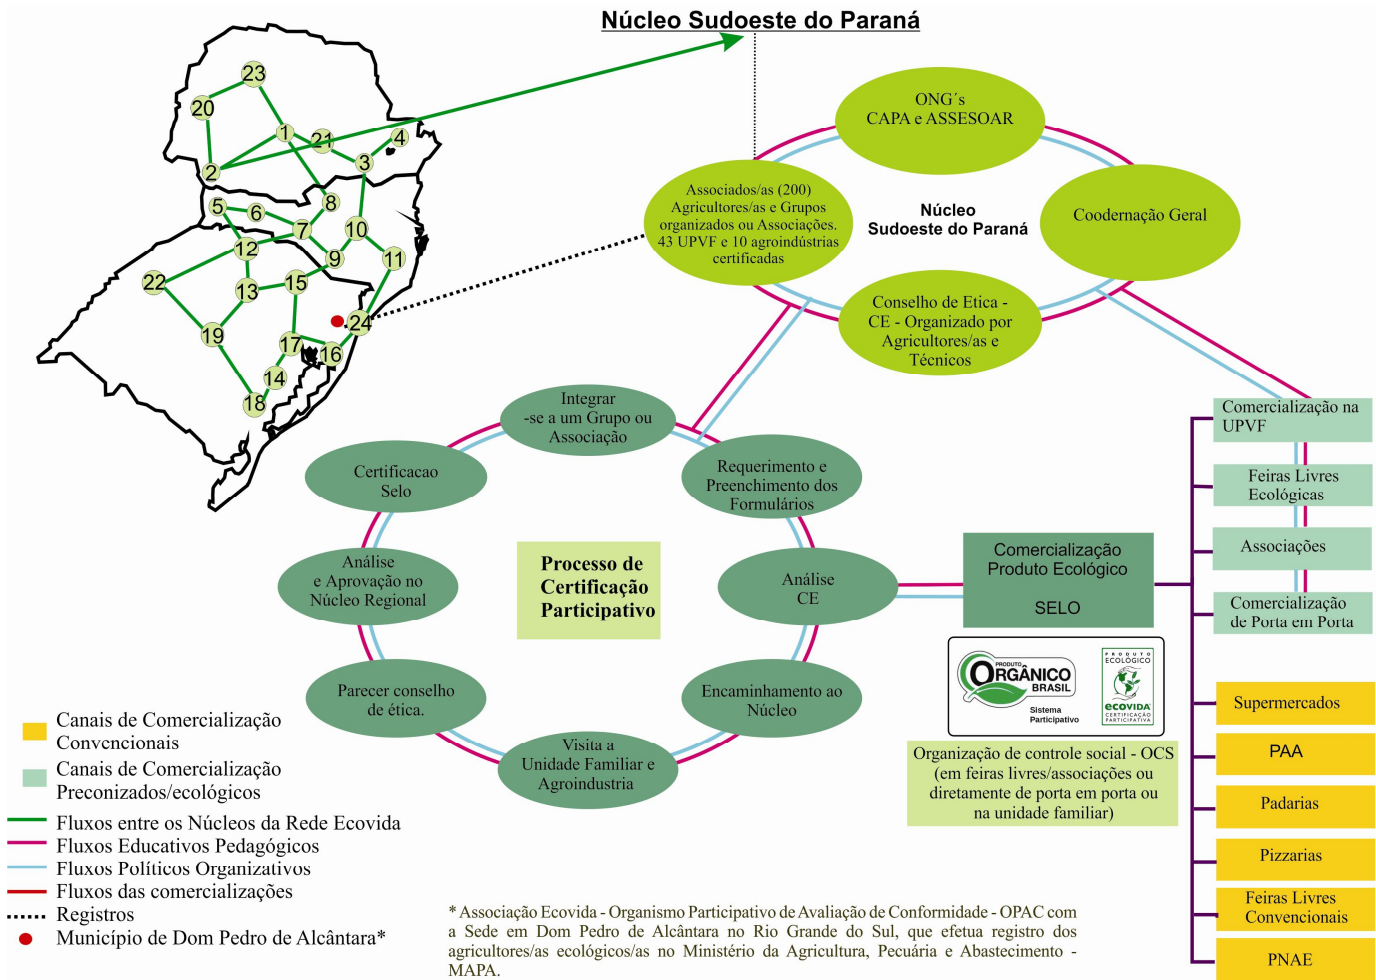 Núcleo Sudoeste do Paraná
23
20
1
21
4
2
3
8
5
6
7
10
12
9
11
22
13
15
24
19
17
16
14
18
ONG´s
CAPA e ASSESOAR
Associados/as (200)
Agricultores/as e Grupos
organizados ou Associações.
43 UPVF e 10 agroindústrias
certificadas
Núcleo
Sudoeste do Paraná
Coodernação Geral
Conselho de Etica -
CE - Organizado por
Agricultores/as e
Técnicos
Integrar
-se a um Grupo ou
Associação
Certificacao
Selo
Requerimento e
Preenchimento dos
Formulários
Análise
e Aprovação no
Núcleo Regional
Processo de
Certificação
Participativo
Análise
CE
Parecer conselho
de ética.
Encaminhamento ao
Núcleo
Visita a
Unidade Familiar e
Agroindustria
Comercialização
Produto Ecológico
SELO
PRODUTO
ORGÂNICO
BRASIL
Sistema
Participativo
PRODUTO
ECOLÓGICO
ecovida
CERTIFICAÇÃO
PARTICIPATIVA
Organização de controle social - OCS
(em feiras livres/associações ou
diretamente de porta em porta ou
na unidade familiar)
Comercialização na
UPVF
Feiras Livres
Ecológicas
Associações
Comercialização
de Porta em Porta
Supermercados
PAA
Padarias
Pizzarias
Feiras Livres
Convencionais
PNAE
Canais de Comercialização
Convencionais
Canais de Comercialização
Preconizados/ecológicos
Fluxos entre os Núcleos da Rede Ecovida
Fluxos Educativos Pedagógicos
Fluxos Políticos Organizativos
Fluxos das comercializações
Registros
Município de Dom Pedro de Alcântara*
* Associação Ecovida - Organismo Participativo de Avaliação de Conformidade - OPAC com
a Sede em Dom Pedro de Alcântara no Rio Grande do Sul, que efetua registro dos
agricultores/as ecológicos/as no Ministério da Agricultura, Pecuária e Abastecimento -
MAPA.